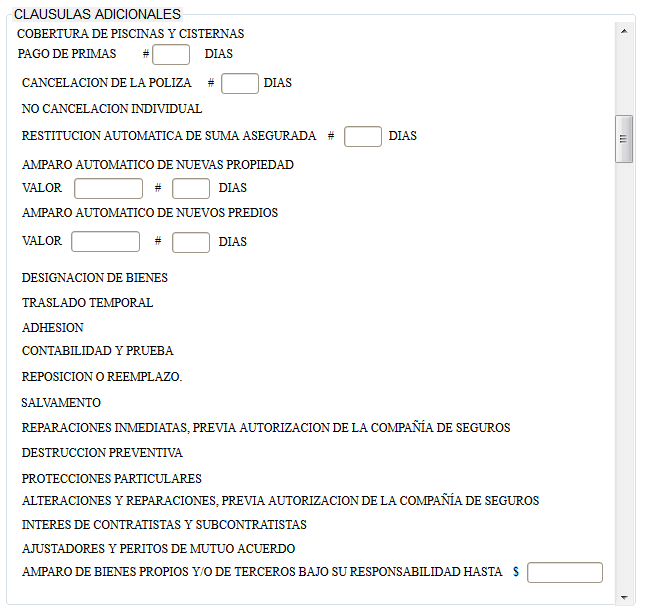 CLAUSULAS ADICIONALES
COBERTURA DE PISCINAS Y CISTERNAS
PAGO DE PRIMAS # DIAS
CANCELACION DE LA POLIZA # DIAS
NO CANCELACION INDIVIDUAL
RESTITUCION AUTOMATICA DE SUMA ASEGURADA # DIAS
AMPARO AUTOMATICO DE NUEVAS PROPIEDAD
VALOR # DIAS
AMPARO AUTOMATICO DE NUEVOS PREDIOS
VALOR # DIAS
DESIGNACION DE BIENES
TRASLADO TEMPORAL
ADHESION
CONTABILIDAD Y PRUEBA
REPOSICION O REEMPLAZO.
SALVAMENTO
REPARACIONES INMEDIATAS, PREVIA AUTORIZACION DE LA COMPAÑÍA DE SEGUROS
DESTRUCCION PREVENTIVA
PROTECCIONES PARTICULARES
ALTERACIONES Y REPARACIONES, PREVIA AUTORIZACION DE LA COMPAÑÍA DE SEGUROS
INTERES DE CONTRATISTAS Y SUBCONTRATISTAS
AJUSTADORES Y PERITOS DE MUTUO ACUERDO
AMPARO DE BIENES PROPIOS Y/O DE TERCEROS BAJO SU RESPONSABILIDAD HASTA $